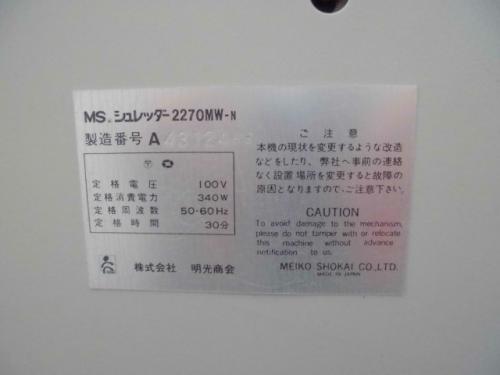 MS. シュレッダー 2270MW-N
製造番号 A
定格電圧 100V
定格消費電力 340W
定格周波数 50-60Hz
定格時間 30分
株式会社 明光商会
ご注意
本機の現状を変更するような改造
などをしたり、弊社へ事前の連絡
なく設置場所を変更すると故障の
原因となりますので、ご注意下さい。
CAUTION
To avoid damage to the mechanism,
please do not tamper with or relocate
this machine without advance
notification to us.
MEIKO SHOKAI CO.,LTD.
MADE IN JAPAN